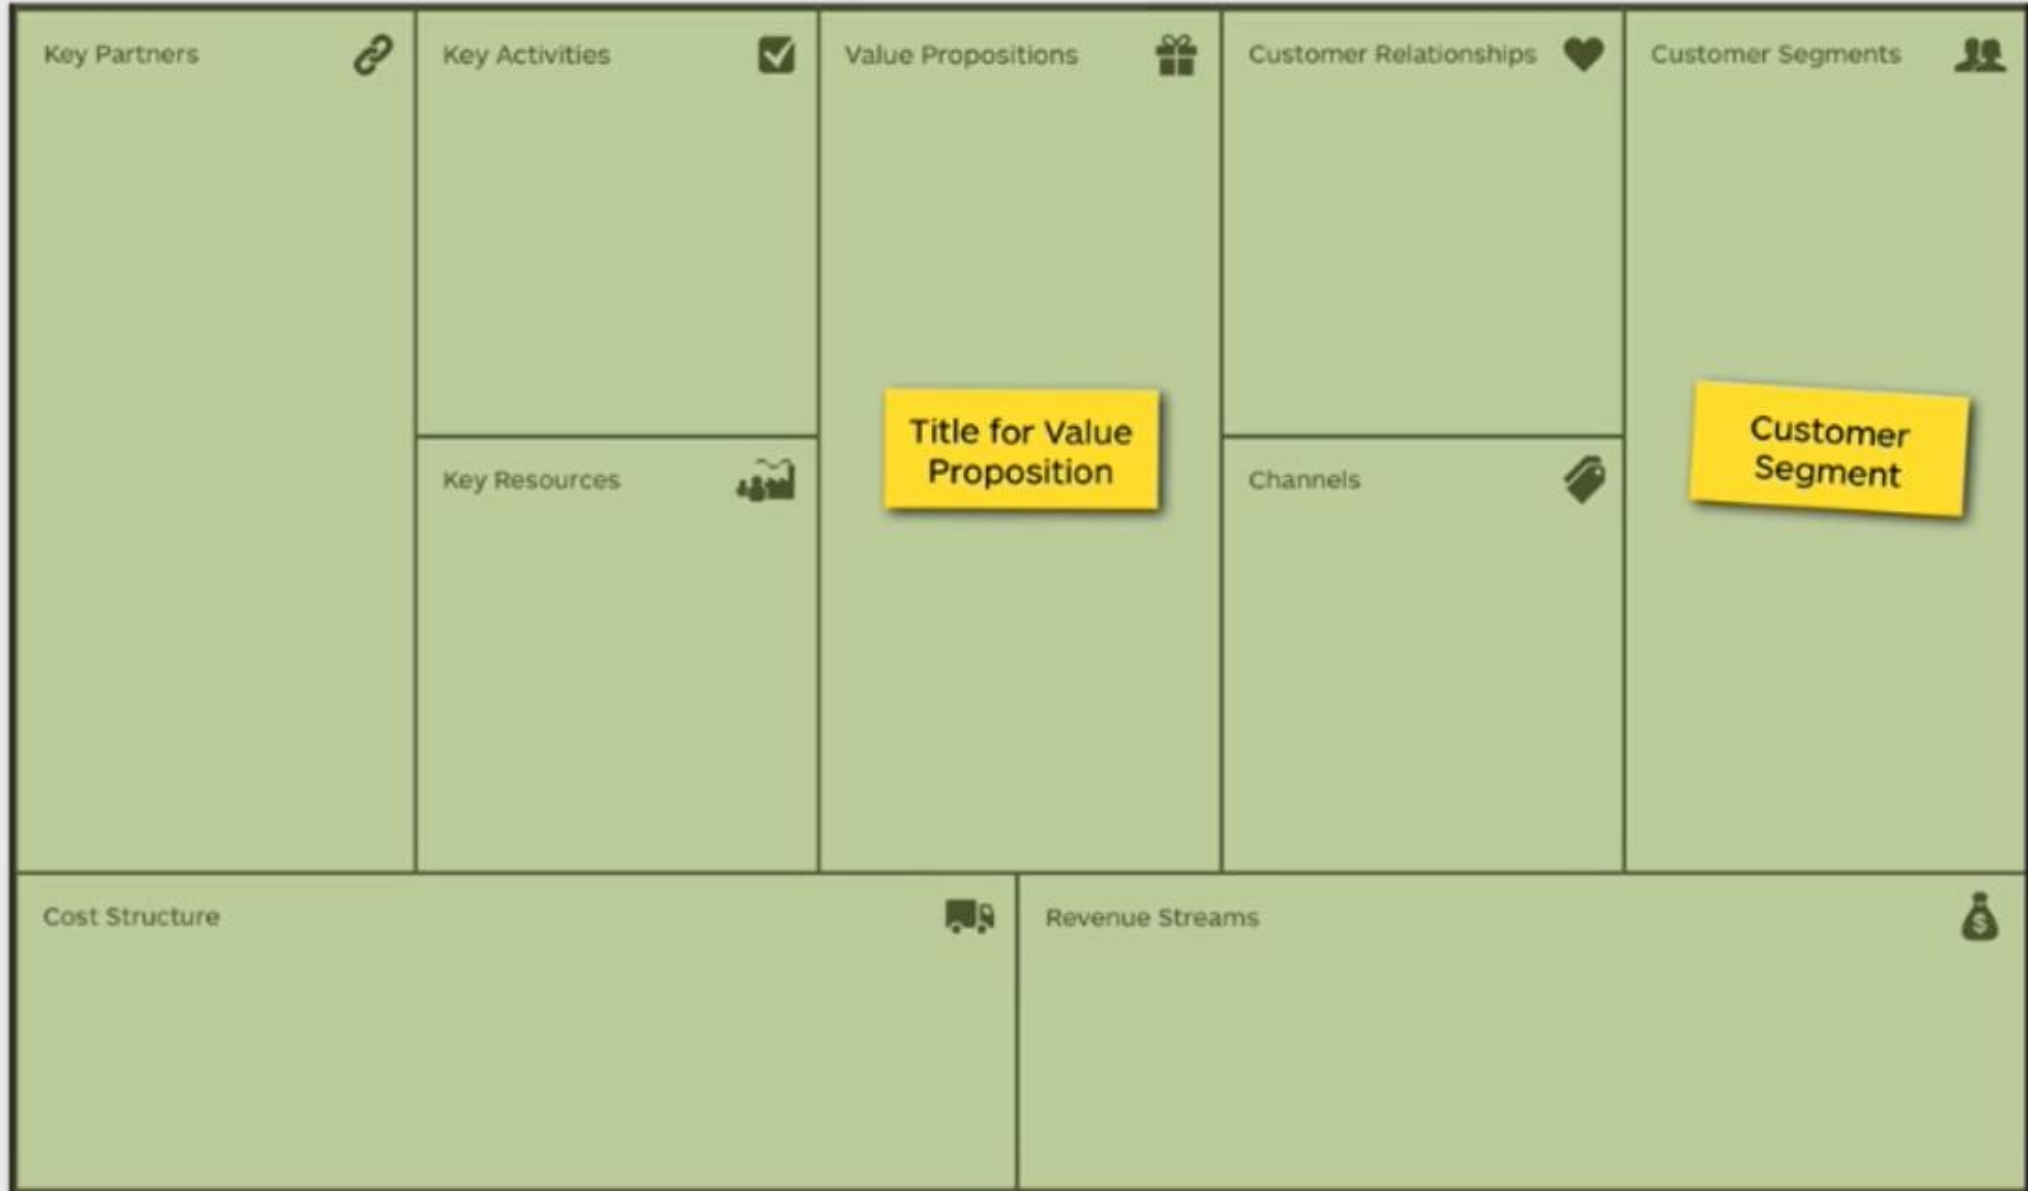 Key Partners
Key Activities
Value Propositions
Customer Relationships
Customer Segments
Title for Value
Proposition
Customer
Segment
Key Resources
Channels
Cost Structure
Revenue Streams
$